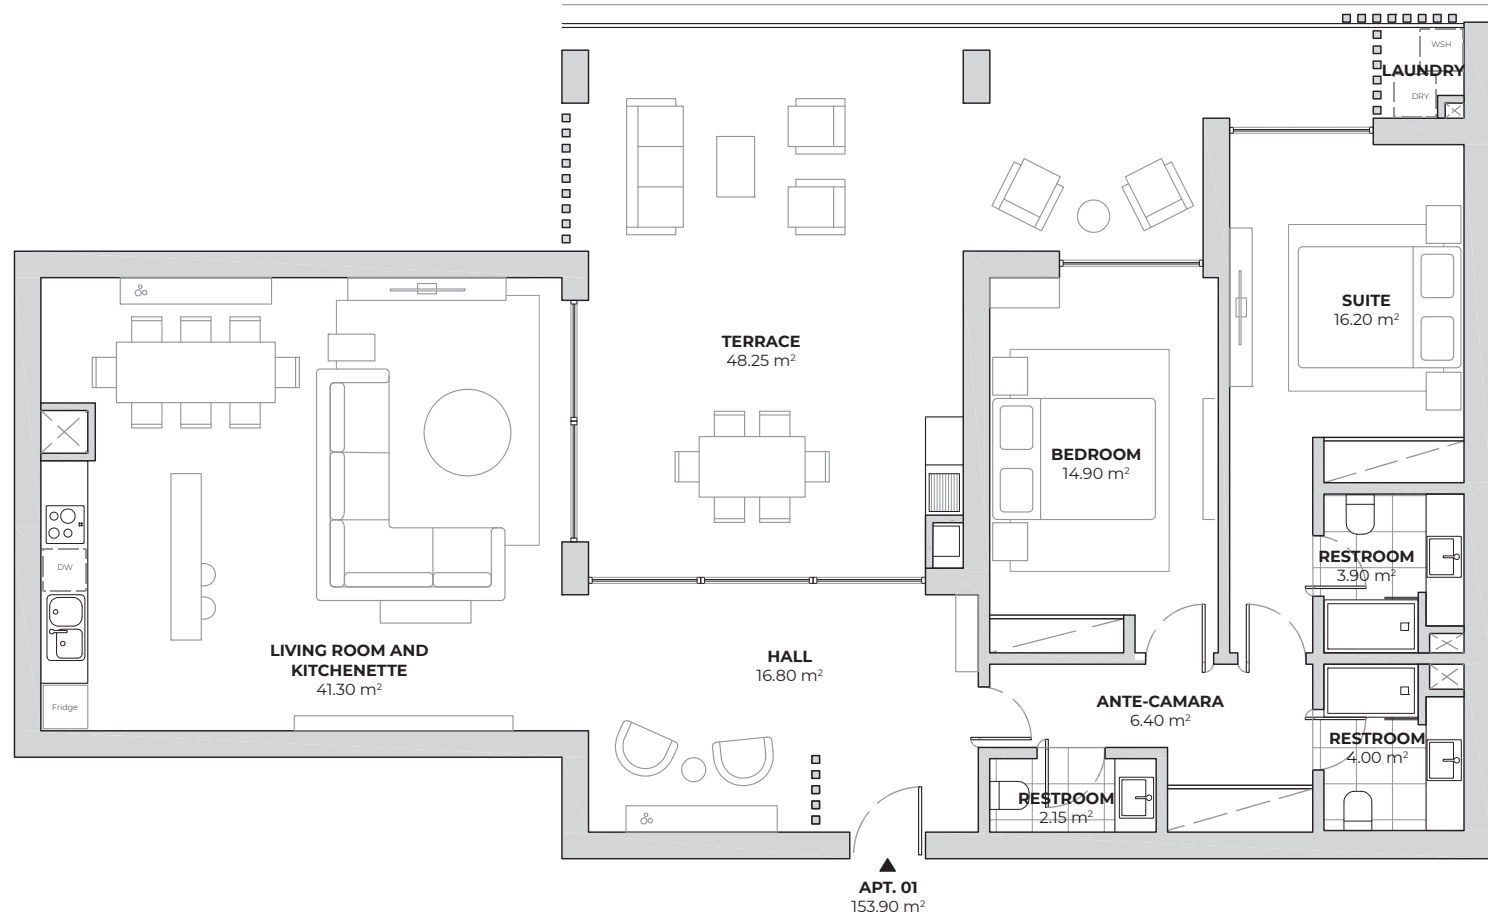 WSH
LAUNDRY
DRY
SUITE
16.20 m²
TERRACE
48.25 m²
BEDROOM
14.90 m²
RESTROOM
3.90 m²
DW
LIVING ROOM AND
KITCHENETTE
41.30 m²
HALL
16.80 m²
Fridge
ANTE-CAMARA
6.40 m²
RESTROOM
4.00 m²
RESTROOM
2.15 m²
APT. 01
153.90 m²